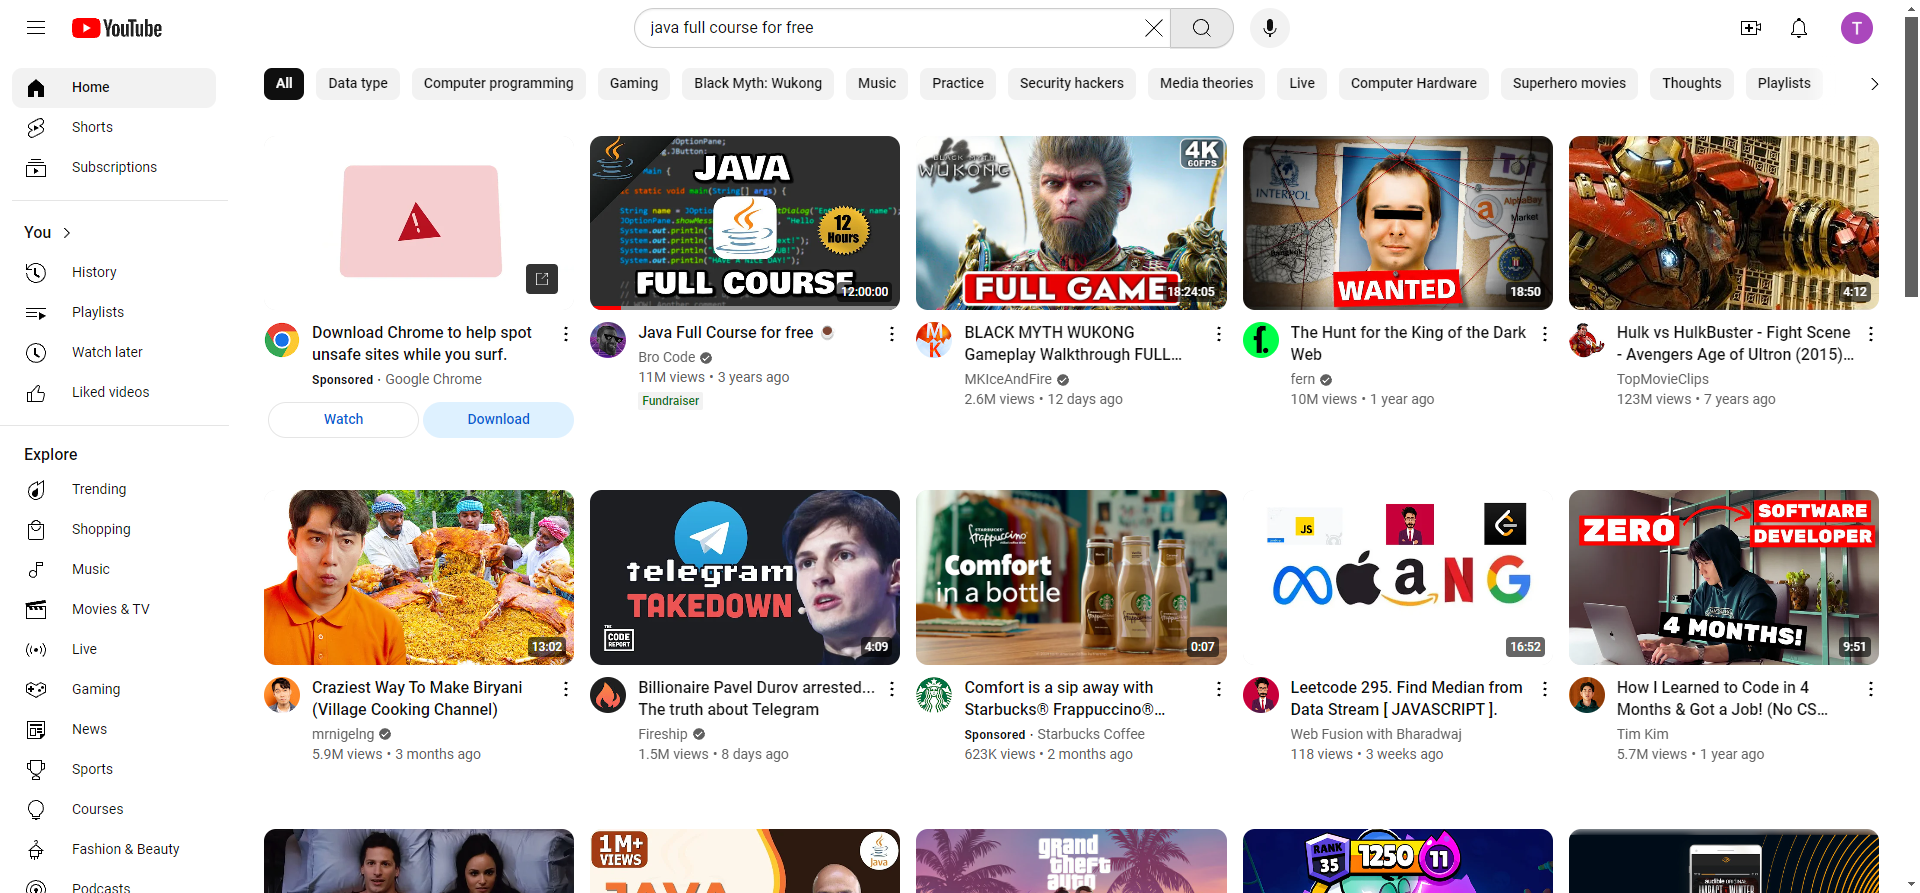 YouTube
java full course for free
T
Home
Shorts
Subscriptions
You
History
Playlists
Watch later
Liked videos
Explore
Trending
Shopping
Music
Movies & TV
Live
Gaming
News
Sports
Courses
Fashion & Beauty
Podcasts
All
Data type
Computer programming
Gaming
Black Myth: Wukong
Music
Practice
Security hackers
Media theories
Live
Computer Hardware
Superhero movies
Thoughts
Playlists
Download Chrome to help spot
unsafe sites while you surf.
Sponsored · Google Chrome
Watch
Download
JAVA
12
Hours
FULL COURSE
12:00:00
Java Full Course for free
Bro Code
11M views • 3 years ago
Fundraiser
BLACK MYTH
WUKONG
4K
60FPS
FULL GAME
18:24:05
BLACK MYTH WUKONG
Gameplay Walkthrough FULL...
MKIceAndFire
2.6M views • 12 days ago
INTERPOL
AlphaBay
Market
Bangkok
WANTED
18:50
The Hunt for the King of the Dark
Web
fern
10M views • 1 year ago
4:12
Hulk vs HulkBuster - Fight Scene
- Avengers Age of Ultron (2015)...
TopMovieClips
123M views • 7 years ago
13:02
Craziest Way To Make Biryani
(Village Cooking Channel)
mrnigelng
5.9M views • 3 months ago
telegram
TAKEDOWN
THE
CODE
REPORT
4:09
Billionaire Pavel Durov arrested...
The truth about Telegram
Fireship
1.5M views • 8 days ago
frappuccino
Comfort
in a bottle
0:07
Comfort is a sip away with
Starbucks® Frappuccino®...
Sponsored · Starbucks Coffee
623K views • 2 months ago
JS
a N G
16:52
Leetcode 295. Find Median from
Data Stream [ JAVASCRIPT ].
Web Fusion with Bharadwaj
118 views • 3 weeks ago
ZERO
SOFTWARE
DEVELOPER
4 MONTHS!
9:51
How I Learned to Code in 4
Months & Got a Job! (No CS...
Tim Kim
5.7M views • 1 year ago
1M+
VIEWS
JAVA
Java
grand
theft
auto
RANK
35
1250
11